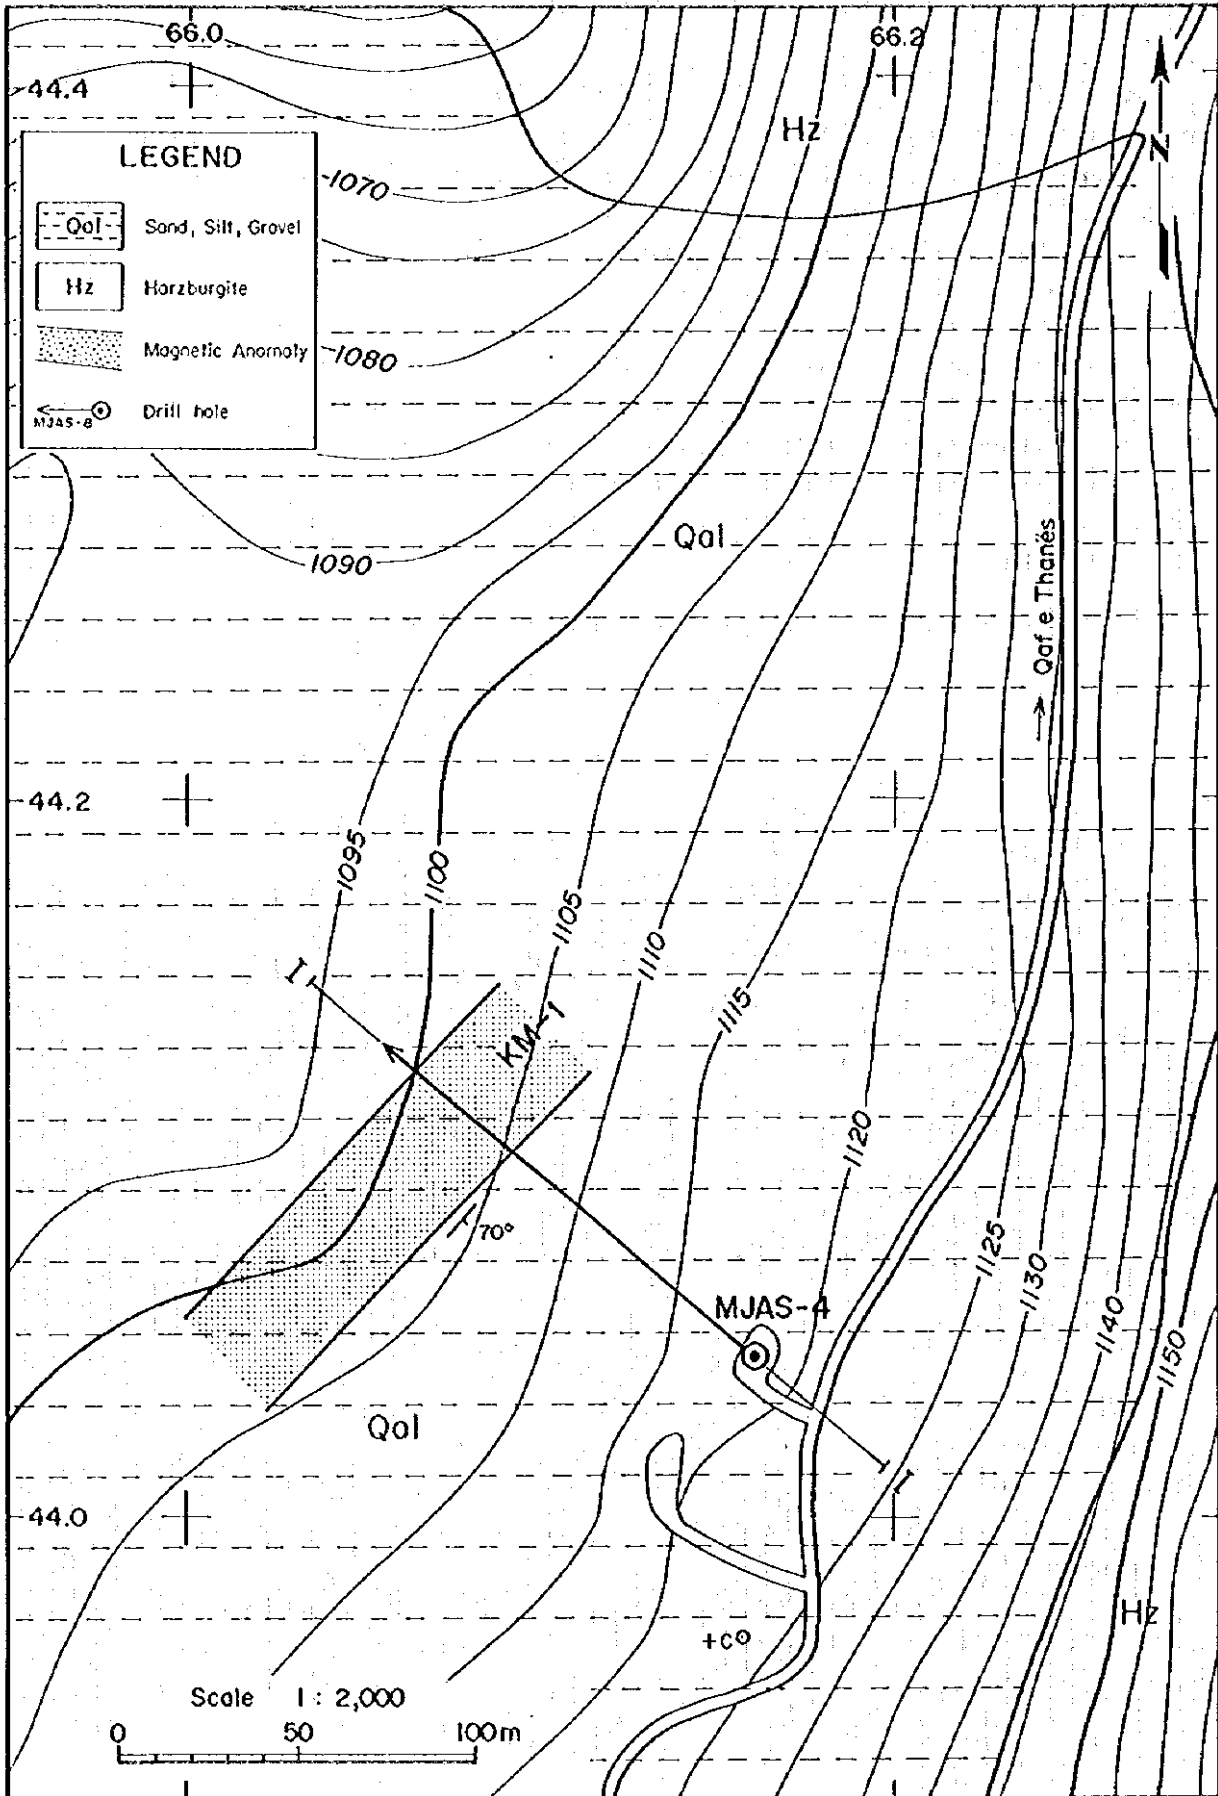 66.0
66.2
44.4
Hz
N
LEGEND
Qal Sand, Silt, Gravel
Hz Harzburgite
Magnetic Anomaly
MJAS-8 Drill hole
1070
1080
1090
Qal
Qaf e Thanës
44.2
1095
1100
1105
1110
1115
1120
1125
1130
1140
1150
I
KM-1
70°
MJAS-4
Qal
I
44.0
Hz
+CO
Scale 1 : 2,000
0 50 100m